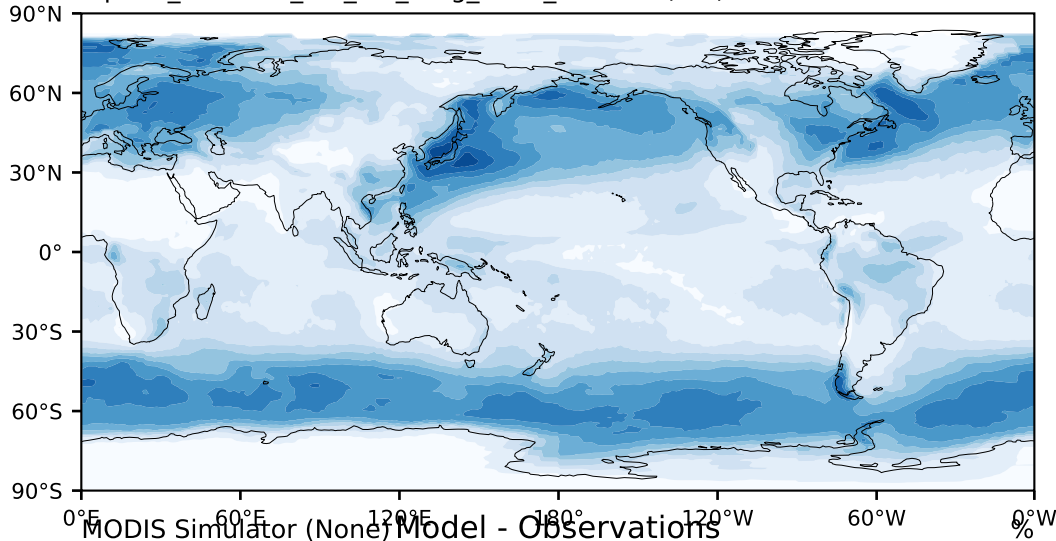 90°N
60°N
30°N
0°
30°S
60°S
90°S
0°E 60°E 120°E 180° 120°W 60°W 0°W
MODIS Simulator (None) Model - Observations %